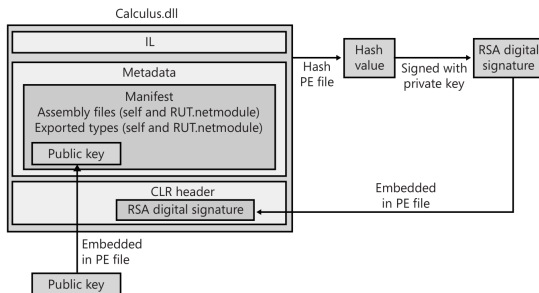 Calculus.dll
IL
Metadata
Manifest
Assembly files (self and RUT.netmodule)
Exported types (self and RUT.netmodule)
Public key
CLR header
RSA digital signature
Hash
PE file
Hash
value
Signed with
private key
RSA digital
signature
Embedded
in PE file
Embedded
in PE file
Public key